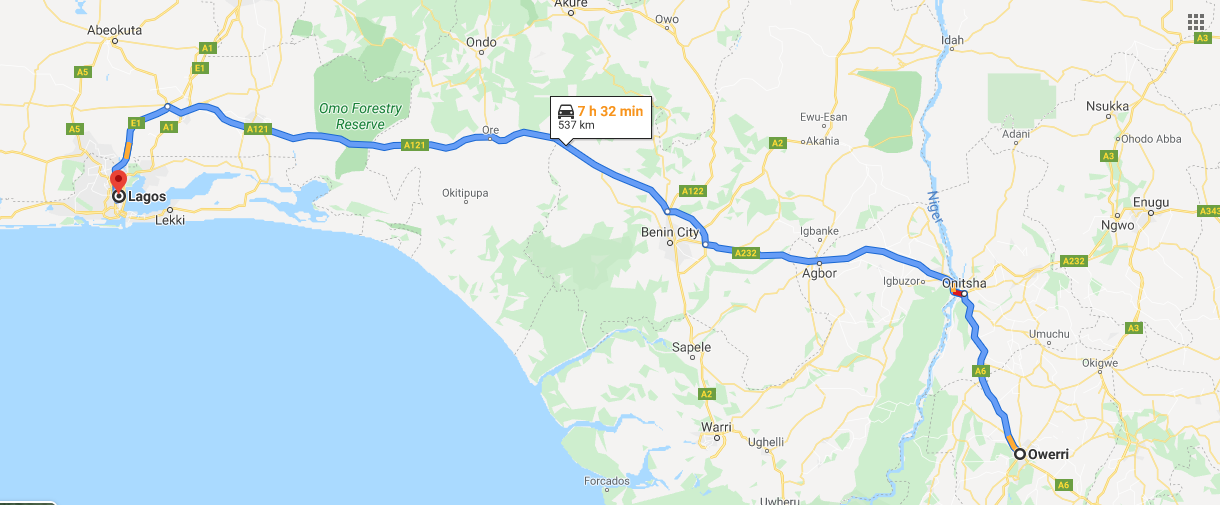 Akure
Owo
Abeokuta
A1
Ondo
Idah
A3
E1
A5
Omo Forestry
Reserve
7 h 32 min
537 km
Nsukka
Ewu-Esan
E1
A1
A5
A121
Ore
A121
A2
Akahia
Adani
Ohodo Abba
A3
Lagos
Lekki
Okitipupa
A122
Niger
Enugu
A343
Ngwo
Benin City
Igbanke
A232
A232
Agbor
Igbuzor
Onitsha
A3
Umuchu
Sapele
Okigwe
A6
A2
Warri
Ughelli
Owerri
Forcados
A6
Uwheru